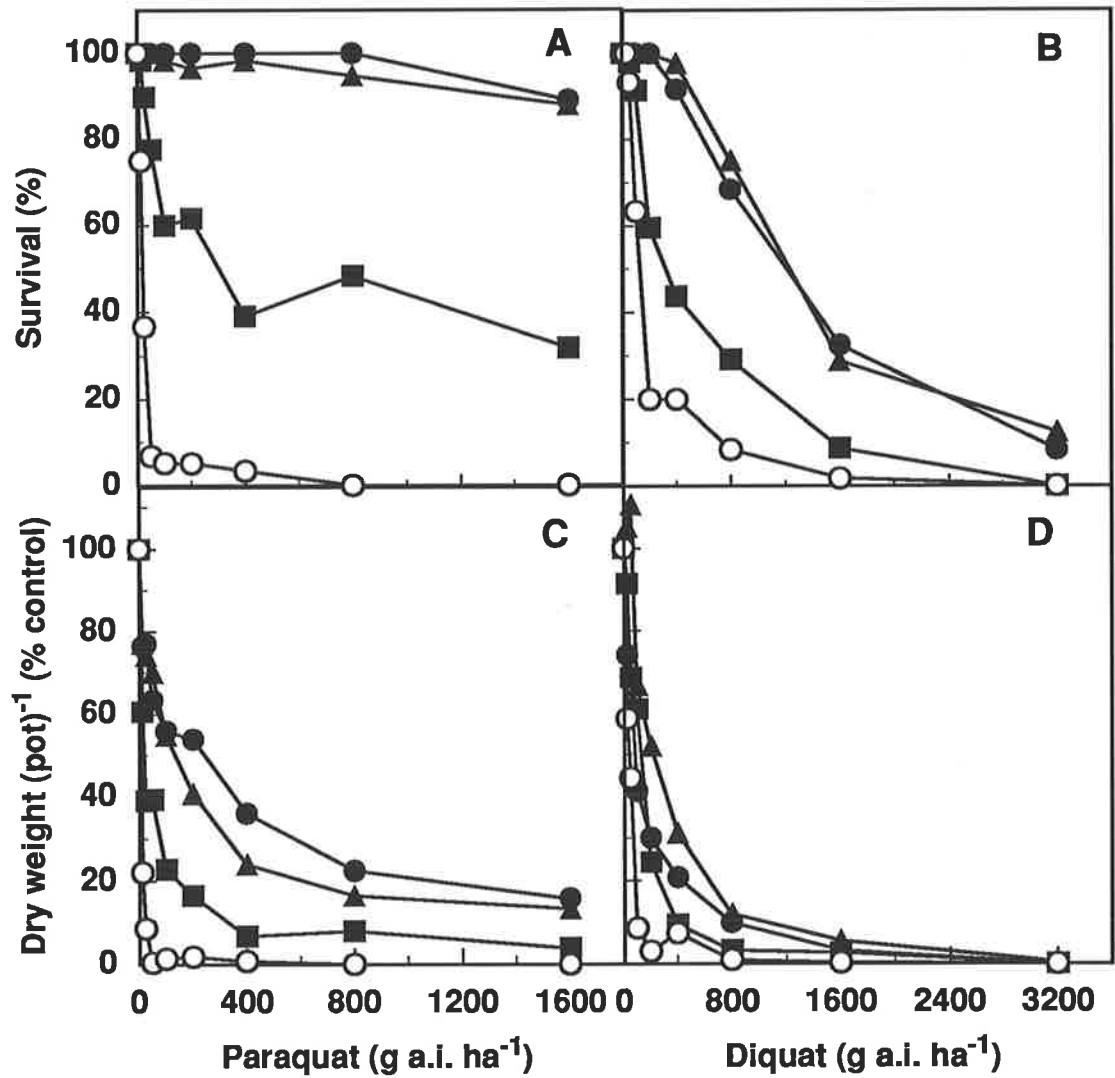 A
B
100
80
60
40
20
0
Survival (%)
C
D
100
80
60
40
20
0
Dry weight (pot)-1 (% control)
0 400 800 1200 1600
0 800 1600 2400 3200
Paraquat (g a.i. ha-1)
Diquat (g a.i. ha-1)